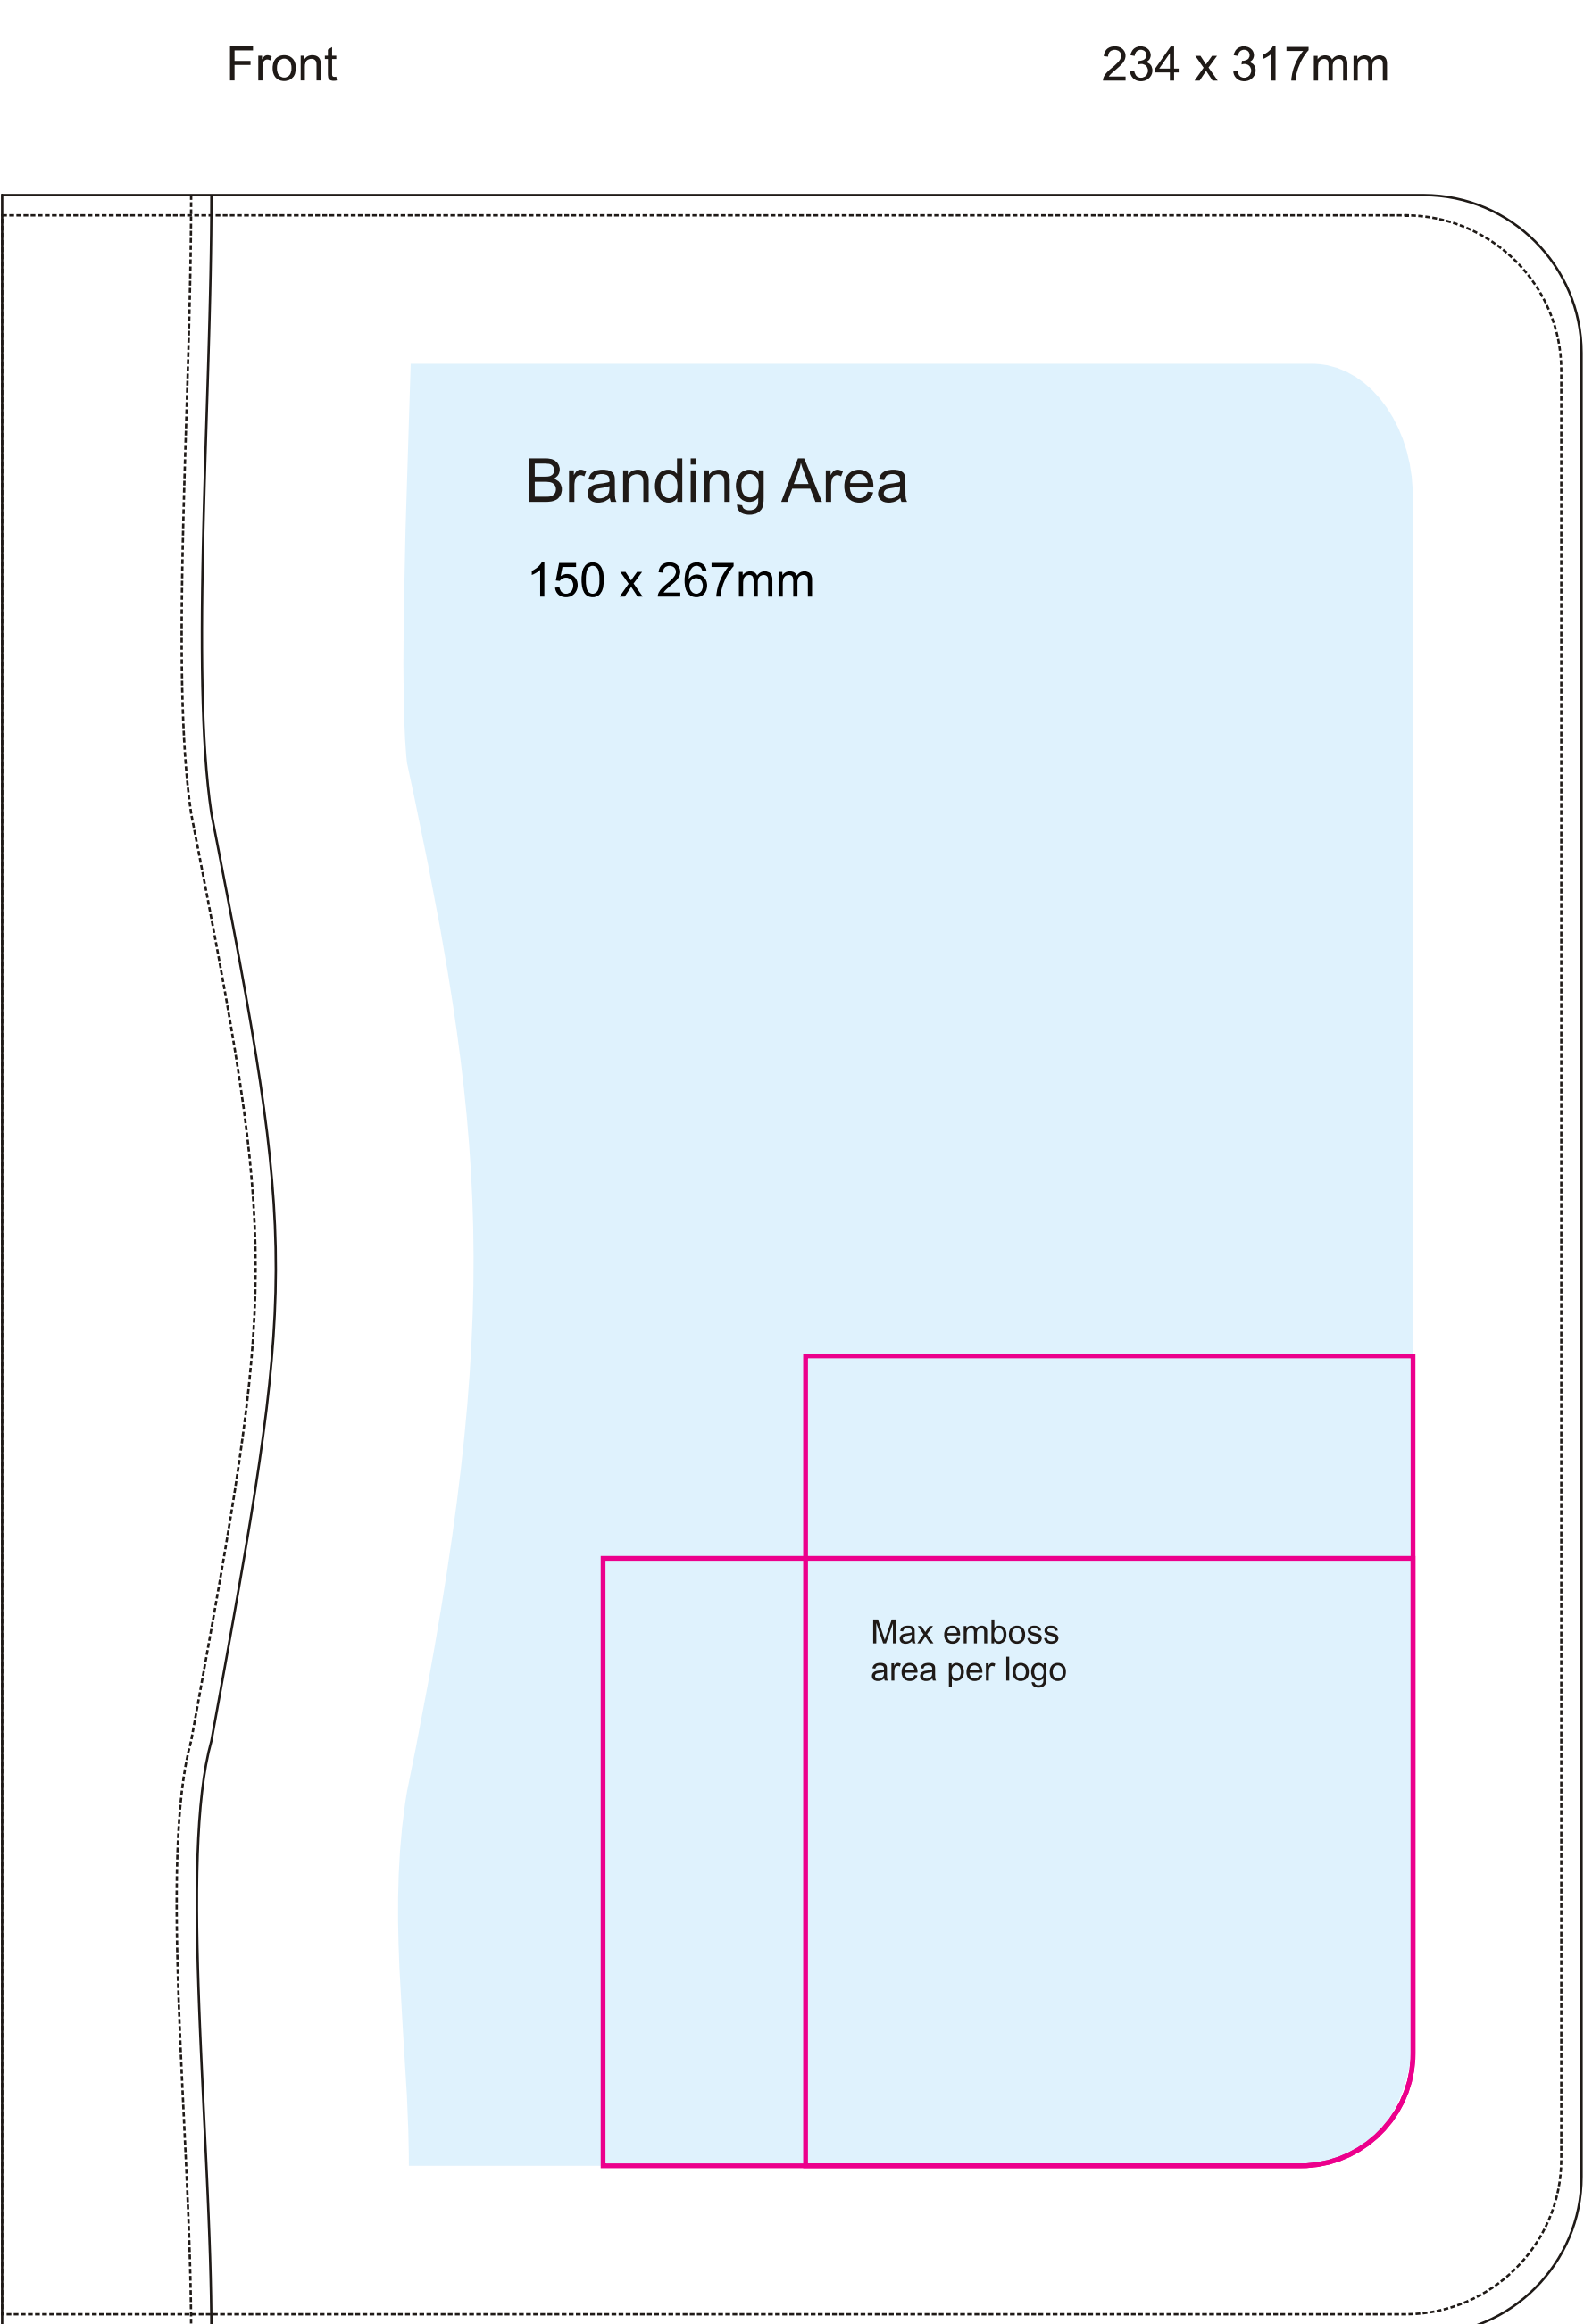 Front
234 x 317mm
Branding Area
150 x 267mm
Max emboss
area per logo